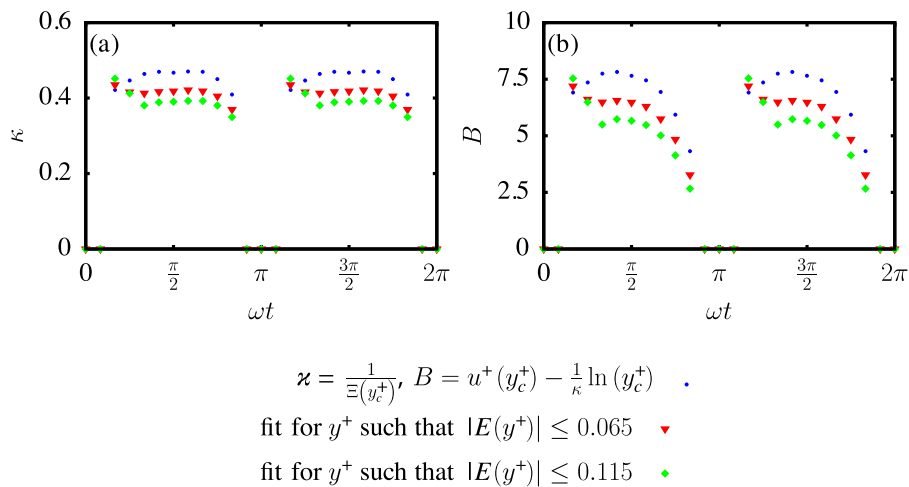 0.6 (a) 10 (b)
0.4 7.5
κ B 5
0.2 2.5
0 0
0 π/2 π 3π/2 2π 0 π/2 π 3π/2 2π
ωt ωt
ϰ = 1/Ξ(y_c^+), B = u^+(y_c^+) − 1/κ ln (y_c^+)
fit for y^+ such that |E(y^+)| ≤ 0.065
fit for y^+ such that |E(y^+)| ≤ 0.115